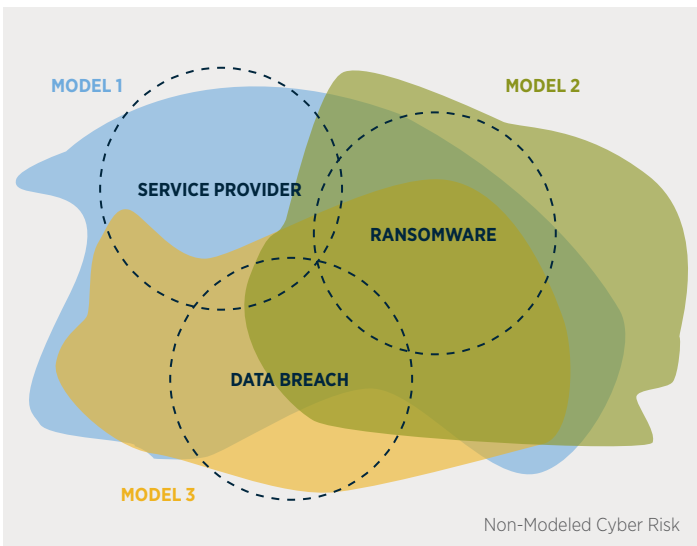 MODEL 1
MODEL 2
SERVICE PROVIDER
RANSOMWARE
DATA BREACH
MODEL 3
Non-Modeled Cyber Risk